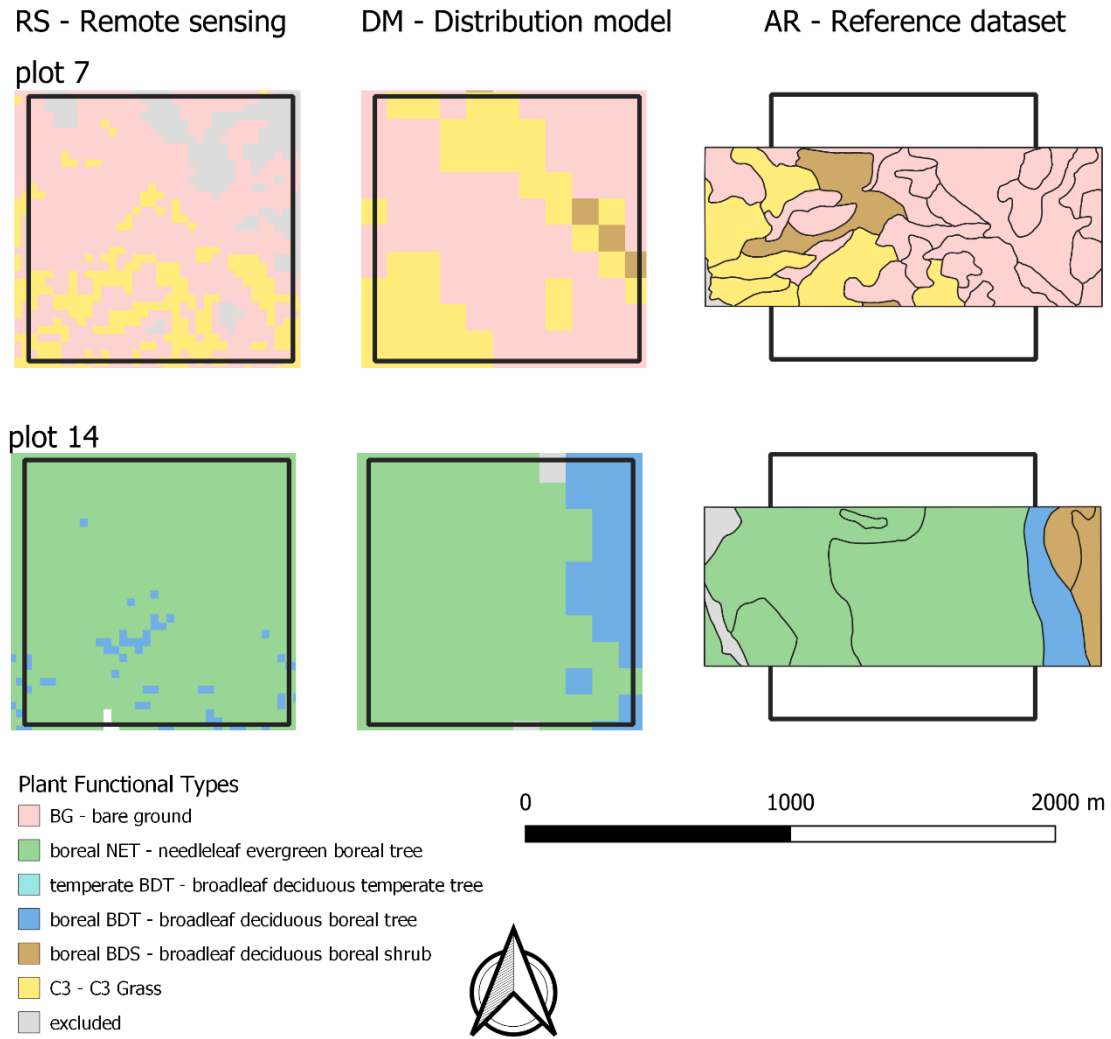 RS - Remote sensing
DM - Distribution model
AR - Reference dataset
plot 7
plot 14
Plant Functional Types
BG - bare ground
boreal NET - needleleaf evergreen boreal tree
temperate BDT - broadleaf deciduous temperate tree
boreal BDT - broadleaf deciduous boreal tree
boreal BDS - broadleaf deciduous boreal shrub
C3 - C3 Grass
excluded
0 1000 2000 m